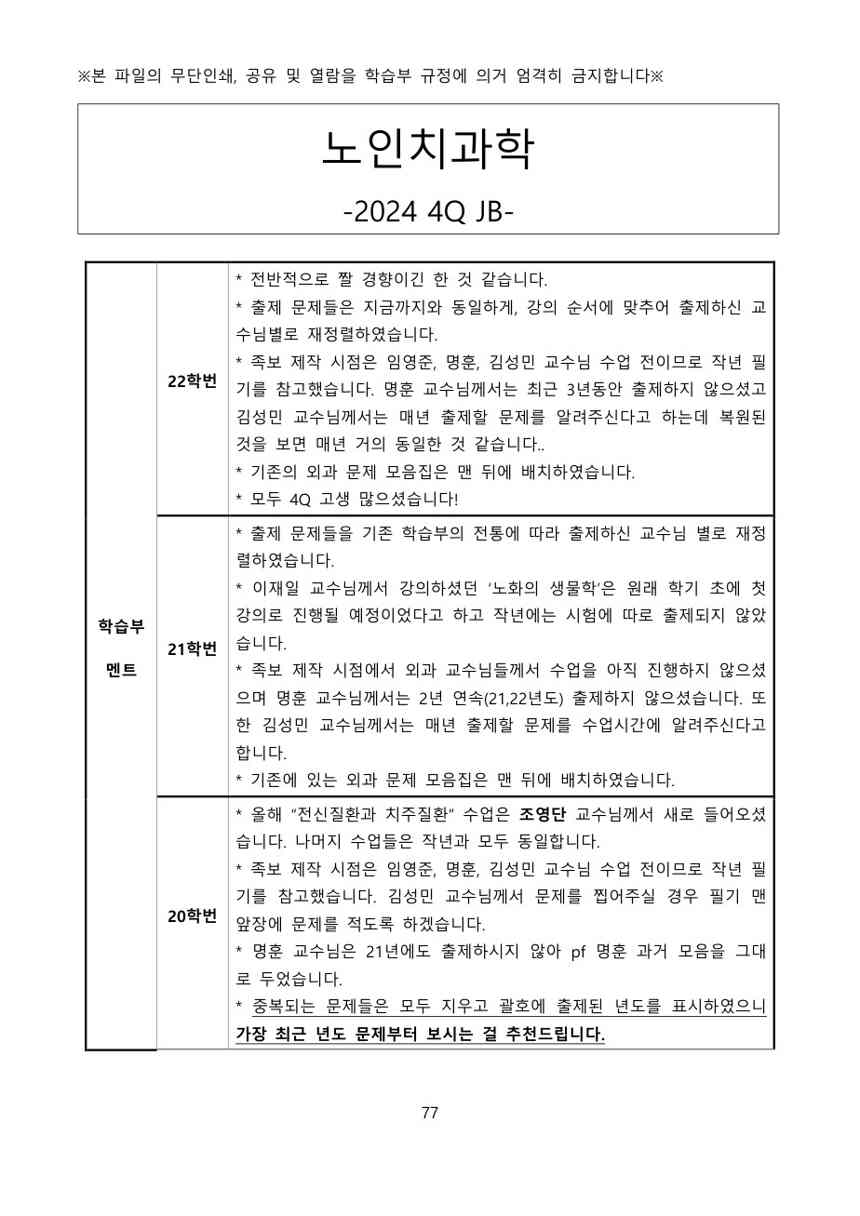 ※본 파일의 무단인쇄, 공유 및 열람을 학습부 규정에 의거 엄격히 금지합니다※
노인치과학
-2024 4Q JB-
학습부
멘트
22학번
* 전반적으로 짤 경향이긴 한 것 같습니다.
* 출제 문제들은 지금까지와 동일하게, 강의 순서에 맞추어 출제하신 교
수님별로 재정렬하였습니다.
* 족보 제작 시점은 임영준, 명훈, 김성민 교수님 수업 전이므로 작년 필
기를 참고했습니다. 명훈 교수님께서는 최근 3년동안 출제하지 않으셨고
김성민 교수님께서는 매년 출제할 문제를 알려주신다고 하는데 복원된
것을 보면 매년 거의 동일한 것 같습니다..
* 기존의 외과 문제 모음집은 맨 뒤에 배치하였습니다.
* 모두 4Q 고생 많으셨습니다!
21학번
* 출제 문제들을 기존 학습부의 전통에 따라 출제하신 교수님 별로 재정
렬하였습니다.
* 이재일 교수님께서 강의하셨던 '노화의 생물학'은 원래 학기 초에 첫
강의로 진행될 예정이었다고 하고 작년에는 시험에 따로 출제되지 않았
습니다.
* 족보 제작 시점에서 외과 교수님들께서 수업을 아직 진행하지 않으셨
으며 명훈 교수님께서는 2년 연속(21,22년도) 출제하지 않으셨습니다. 또
한 김성민 교수님께서는 매년 출제할 문제를 수업시간에 알려주신다고
합니다.
* 기존에 있는 외과 문제 모음집은 맨 뒤에 배치하였습니다.
20학번
* 올해 “전신질환과 치주질환” 수업은 조영단 교수님께서 새로 들어오셨
습니다. 나머지 수업들은 작년과 모두 동일합니다.
* 족보 제작 시점은 임영준, 명훈, 김성민 교수님 수업 전이므로 작년 필
기를 참고했습니다. 김성민 교수님께서 문제를 찝어주실 경우 필기 맨
앞장에 문제를 적도록 하겠습니다.
* 명훈 교수님은 21년에도 출제하시지 않아 pf 명훈 과거 모음을 그대
로 두었습니다.
* 중복되는 문제들은 모두 지우고 괄호에 출제된 년도를 표시하였으니
가장 최근 년도 문제부터 보시는 걸 추천드립니다.
77